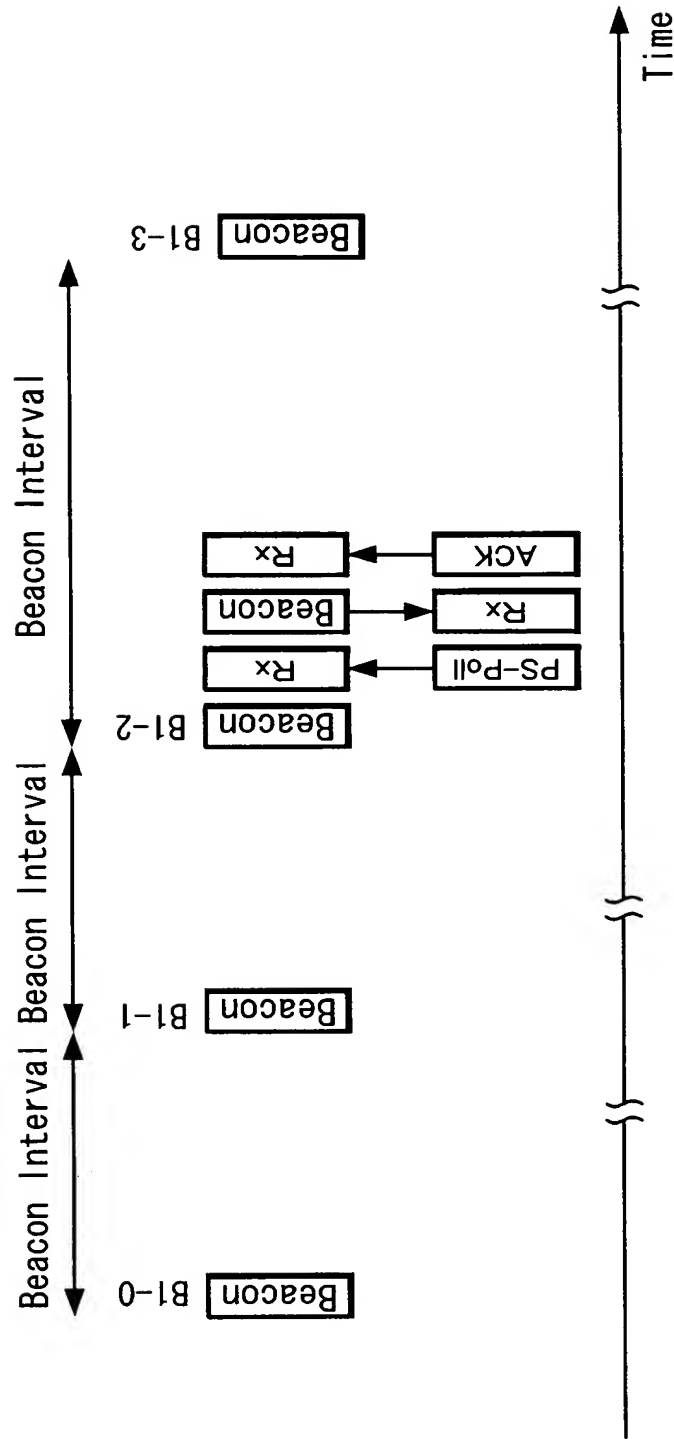 Beacon Interval
Beacon Interval
Beacon Interval
B1-0
Beacon
B1-1
Beacon
B1-2
Beacon
Rx
Beacon
Rx
B1-3
Beacon
PS-Poll
Rx
ACK
Time